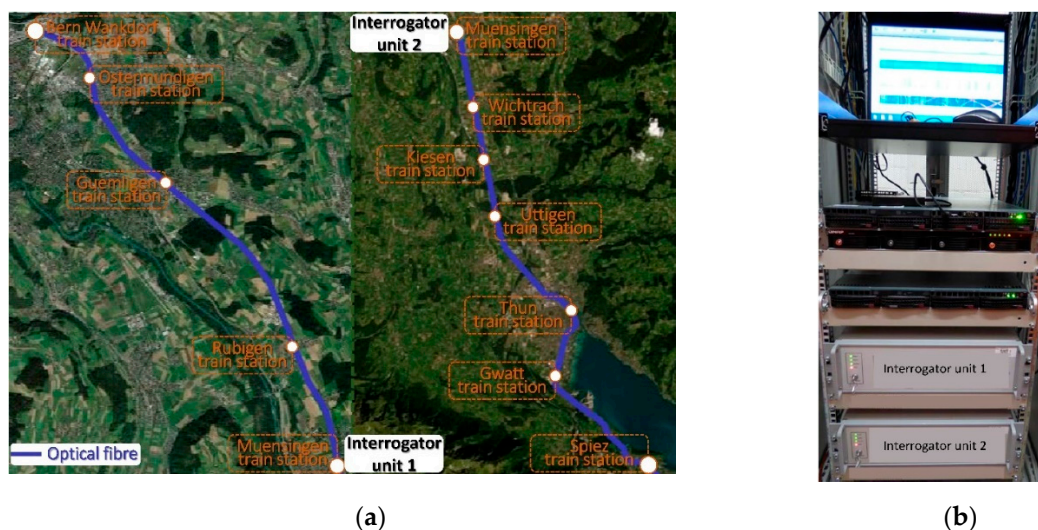 Bern Wankdorf
train station
Ostermundigen
train station
Guemligen
train station
Rubigen
train station
Muensingen
train station
Optical fibre
Interrogator
unit 1
Interrogator
unit 2
Muensingen
train station
Wichtrach
train station
Kiesen
train station
Uttigen
train station
Thun
train station
Gwatt
train station
Spiez
train station
Interrogator unit 1
Interrogator unit 2
(a)
(b)